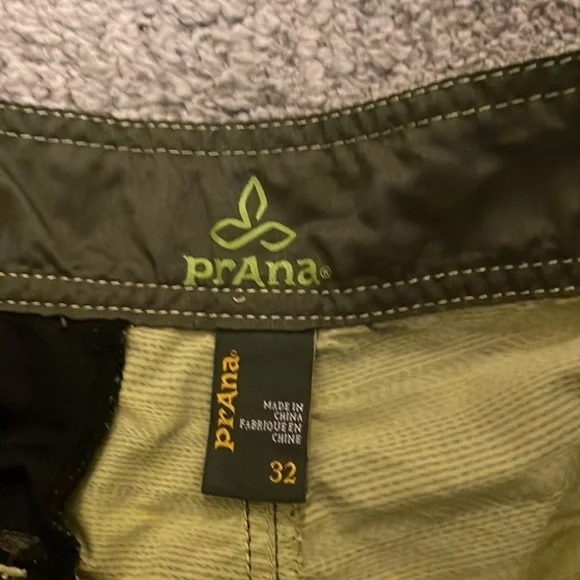 prAna®
prAna®
MADE IN
CHINA
FABRIQUE EN
CHINE
32